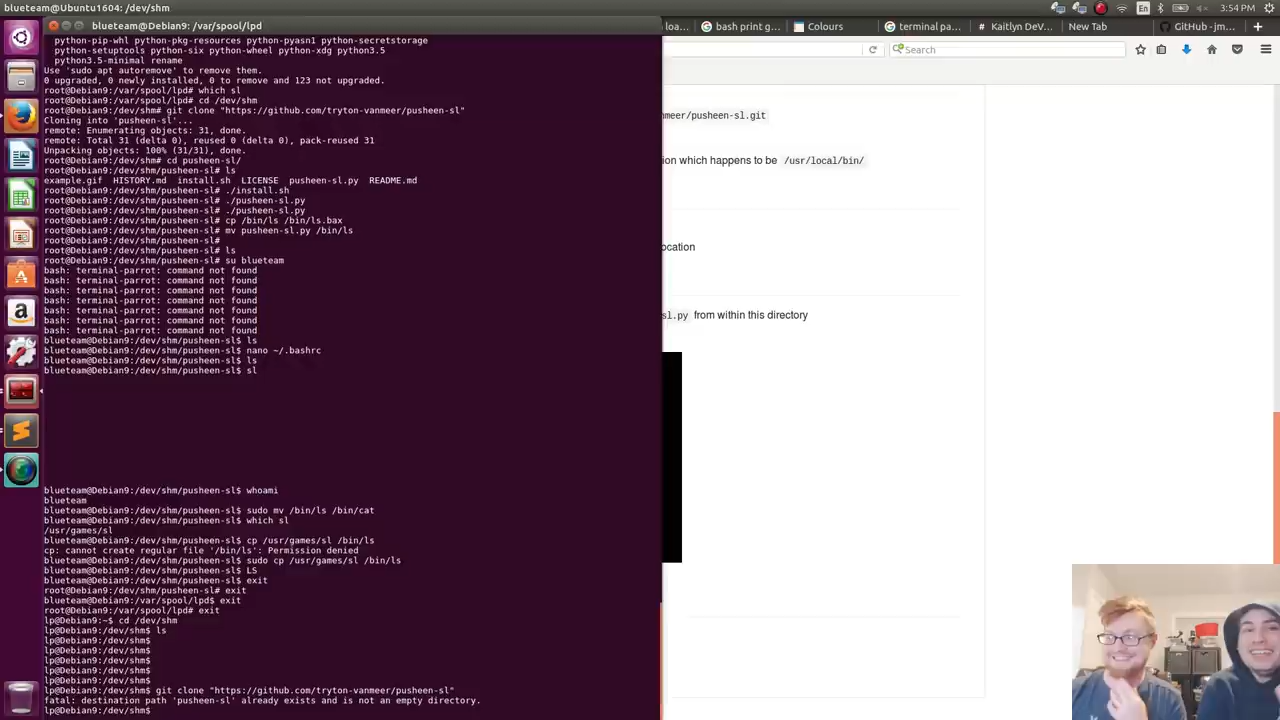 blueteam@Ubuntu1604: /dev/shm
En
3:54 PM
blueteam@Debian9: /var/spool/lpd
loa...
bash print g...
Colours
terminal pa...
Kaitlyn DeV...
New Tab
GitHub -jm...
Search
python-pip-whl python-pkg-resources python-pyasn1 python-secretstorage
python-setuptools python-six python-wheel python-xdg python3.5
python3.5-minimal rename
Use 'sudo apt autoremove' to remove them.
0 upgraded, 0 newly installed, 0 to remove and 123 not upgraded.
root@Debian9:/var/spool/lpd# which sl
root@Debian9:/var/spool/lpd# cd /dev/shm
root@Debian9:/dev/shm# git clone "https://github.com/tryton-vanmeer/pusheen-sl"
Cloning into 'pusheen-sl'...
remote: Enumerating objects: 31, done.
remote: Total 31 (delta 0), reused 0 (delta 0), pack-reused 31
Unpacking objects: 100% (31/31), done.
root@Debian9:/dev/shm# cd pusheen-sl/
root@Debian9:/dev/shm/pusheen-sl# ls
example.gif  HISTORY.md  install.sh  LICENSE  pusheen-sl.py  README.md
root@Debian9:/dev/shm/pusheen-sl# ./install.sh
root@Debian9:/dev/shm/pusheen-sl# ./pusheen-sl.py
root@Debian9:/dev/shm/pusheen-sl# ./pusheen-sl.py
root@Debian9:/dev/shm/pusheen-sl# cp /bin/ls /bin/ls.bax
root@Debian9:/dev/shm/pusheen-sl# mv pusheen-sl.py /bin/ls
root@Debian9:/dev/shm/pusheen-sl#
root@Debian9:/dev/shm/pusheen-sl# ls
root@Debian9:/dev/shm/pusheen-sl# su blueteam
bash: terminal-parrot: command not found
bash: terminal-parrot: command not found
bash: terminal-parrot: command not found
bash: terminal-parrot: command not found
bash: terminal-parrot: command not found
bash: terminal-parrot: command not found
bash: terminal-parrot: command not found
blueteam@Debian9:/dev/shm/pusheen-sl$ ls
blueteam@Debian9:/dev/shm/pusheen-sl$ nano ~/.bashrc
blueteam@Debian9:/dev/shm/pusheen-sl$ ls
blueteam@Debian9:/dev/shm/pusheen-sl$ sl
blueteam@Debian9:/dev/shm/pusheen-sl$ whoami
blueteam
blueteam@Debian9:/dev/shm/pusheen-sl$ sudo mv /bin/ls /bin/cat
blueteam@Debian9:/dev/shm/pusheen-sl$ which sl
/usr/games/sl
blueteam@Debian9:/dev/shm/pusheen-sl$ cp /usr/games/sl /bin/ls
cp: cannot create regular file '/bin/ls': Permission denied
blueteam@Debian9:/dev/shm/pusheen-sl$ sudo cp /usr/games/sl /bin/ls
blueteam@Debian9:/dev/shm/pusheen-sl$ LS
blueteam@Debian9:/dev/shm/pusheen-sl$ exit
root@Debian9:/dev/shm/pusheen-sl# exit
root@Debian9:/var/spool/lpd$ exit
root@Debian9:/var/spool/lpd# exit
lp@Debian9:~$ cd /dev/shm
lp@Debian9:/dev/shm$ ls
lp@Debian9:/dev/shm$
lp@Debian9:/dev/shm$
lp@Debian9:/dev/shm$
lp@Debian9:/dev/shm$
lp@Debian9:/dev/shm$
lp@Debian9:/dev/shm$ git clone "https://github.com/tryton-vanmeer/pusheen-sl"
fatal: destination path 'pusheen-sl' already exists and is not an empty directory.
lp@Debian9:/dev/shm$
nmeer/pusheen-sl.git
ion which happens to be /usr/local/bin/
ocation
sl.py from within this directory